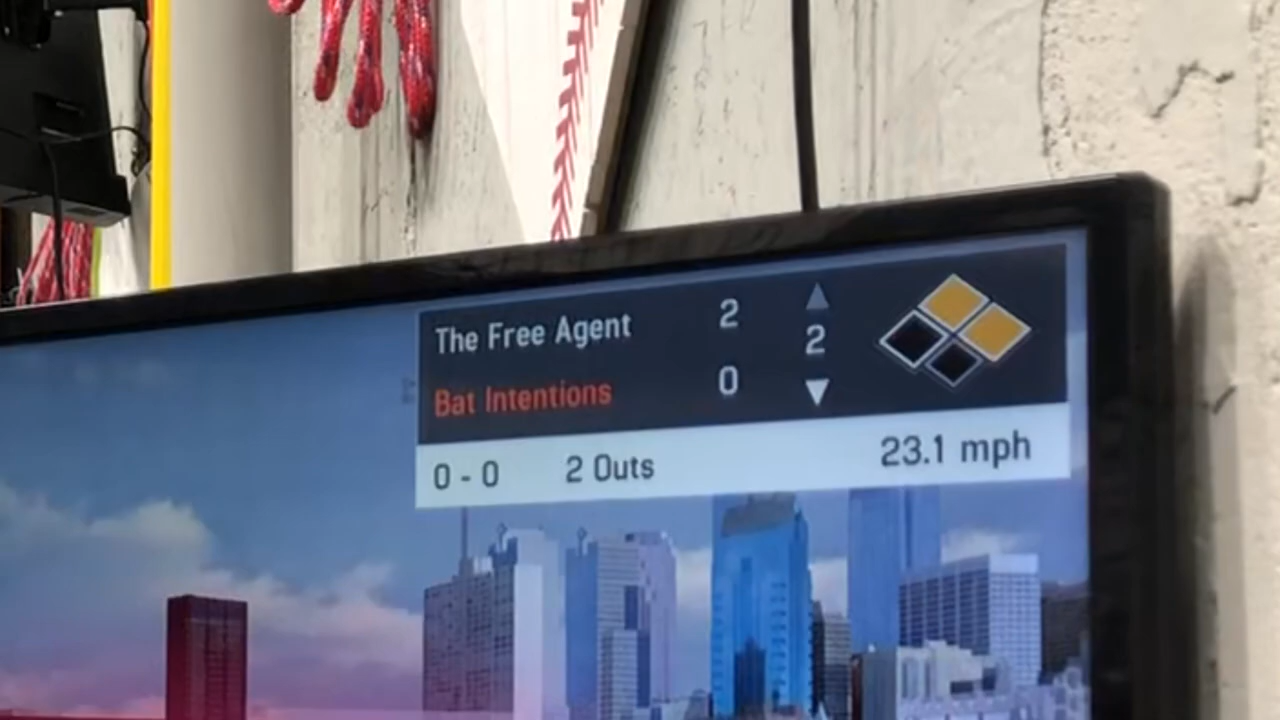 The Free Agent 2 ▲
2
Bat Intentions 0 ▼
0 - 0 2 Outs 23.1 mph